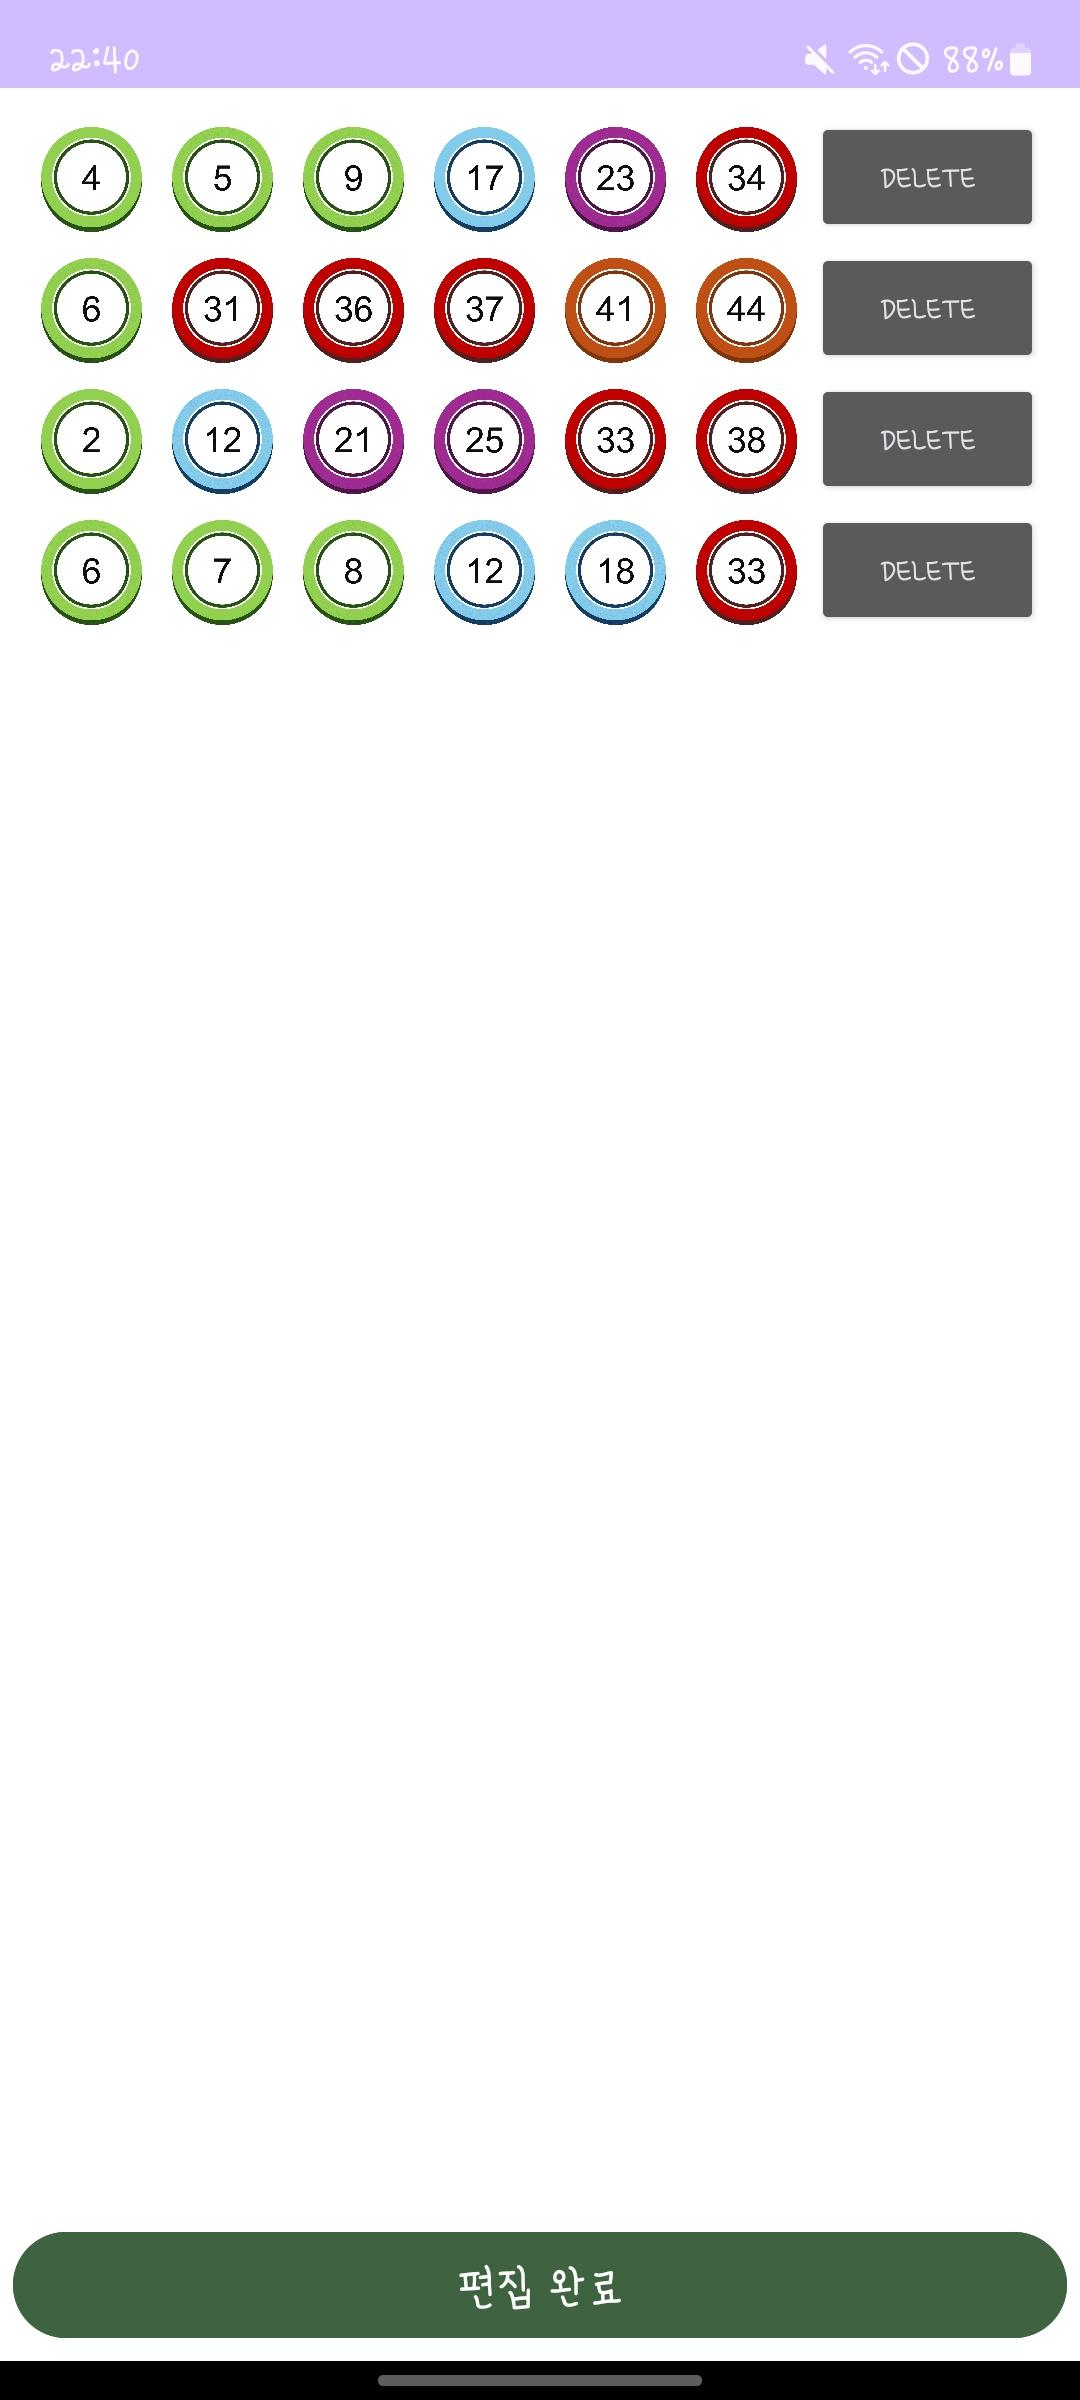 22:40 88%
4 5 9 17 23 34 DELETE
6 31 36 37 41 44 DELETE
2 12 21 25 33 38 DELETE
6 7 8 12 18 33 DELETE
편집 완료